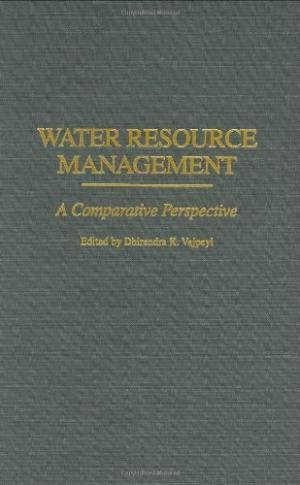 WATER RESOURCE
MANAGEMENT
A Comparative Perspective
Edited by Dhirendra K. Vajpeyi